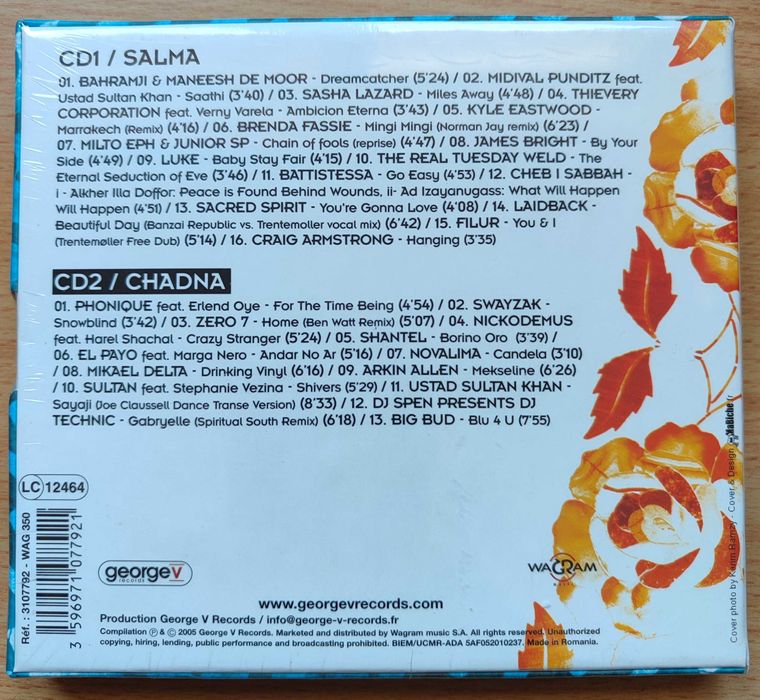 CD1 / SALMA
01. BAHRAMJI & MANEESH DE MOOR - Dreamcatcher (5'24) / 02. MIDIVAL PUNDITZ feat.
Ustad Sultan Khan - Saathi (3'40) / 03. SASHA LAZARD - Miles Away (4'48) / 04. THIEVERY
CORPORATION feat. Verny Varela - Ambicion Eterna (3'43) / 05. KYLE EASTWOOD -
Marrakech (Remix) (4'16) / 06. BRENDA FASSIE - Mingi Mingi (Norman Jay remix) (6'23) /
07. MILTO EPH & JUNIOR SP - Chain of fools (reprise) (4'47) / 08. JAMES BRIGHT - By Your
Side (4'49) / 09. LUKE - Baby Stay Fair (4'15) / 10. THE REAL TUESDAY WELD - The
Eternal Seduction of Eve (3'46) / 11. BATTISTESSA - Go Easy (4'53) / 12. CHEB I SABBAH -
i - Alkher Illa Doffor: Peace is Found Behind Wounds, ii- Ad Izayanugass: What Will Happen
Will Happen (4'51) / 13. SACRED SPIRIT - You're Gonna Love (4'08) / 14. LAIDBACK -
Beautiful Day (Banzai Republic vs. Trentemoller vocal mix) (6'42) / 15. FILUR - You & I
(Trentemøller Free Dub) (5'14) / 16. CRAIG ARMSTRONG - Hanging (3'35)
CD2 / CHADNA
01. PHONIQUE feat. Erlend Oye - For The Time Being (4'54) / 02. SWAYZAK -
Snowblind (3'42) / 03. ZERO 7 - Home (Ben Watt Remix) (5'07) / 04. NICKODEMUS
feat. Harel Shachal - Crazy Stranger (5'24) / 05. SHANTEL - Borino Oro (3'39) /
06. EL PAYO feat. Marga Nero - Andar No Ar (5'16) / 07. NOVALIMA - Candela (3'10)
/ 08. MIKAEL DELTA - Drinking Vinyl (6'16) / 09. ARKIN ALLEN - Mekseline (6'26)
/ 10. SULTAN feat. Stephanie Vezina - Shivers (5'29) / 11. USTAD SULTAN KHAN -
Sayaji (Joe Claussell Dance Transe Version) (8'33) / 12. DJ SPEN PRESENTS DJ
TECHNIC - Gabryelle (Spiritual South Remix) (6'18) / 13. BIG BUD - Blu 4 U (7'55)
LC 12464
Réf. : 3107792 - WAG 350
3 596971 077921
georgeV
records
WAGRAM
MUSIC
www.georgevrecords.com
Production George V Records / info@george-v-records.fr
Compilation ℗ & © 2005 George V Records. Marketed and distributed by Wagram music S.A. All rights reserved. Unauthorized
copying, hiring, lending, public performance and broadcasting prohibited. BIEM/UCMR-ADA 5AF052010237. Made in Romania.
Cover photo by Karim Ramzy - Cover & Design